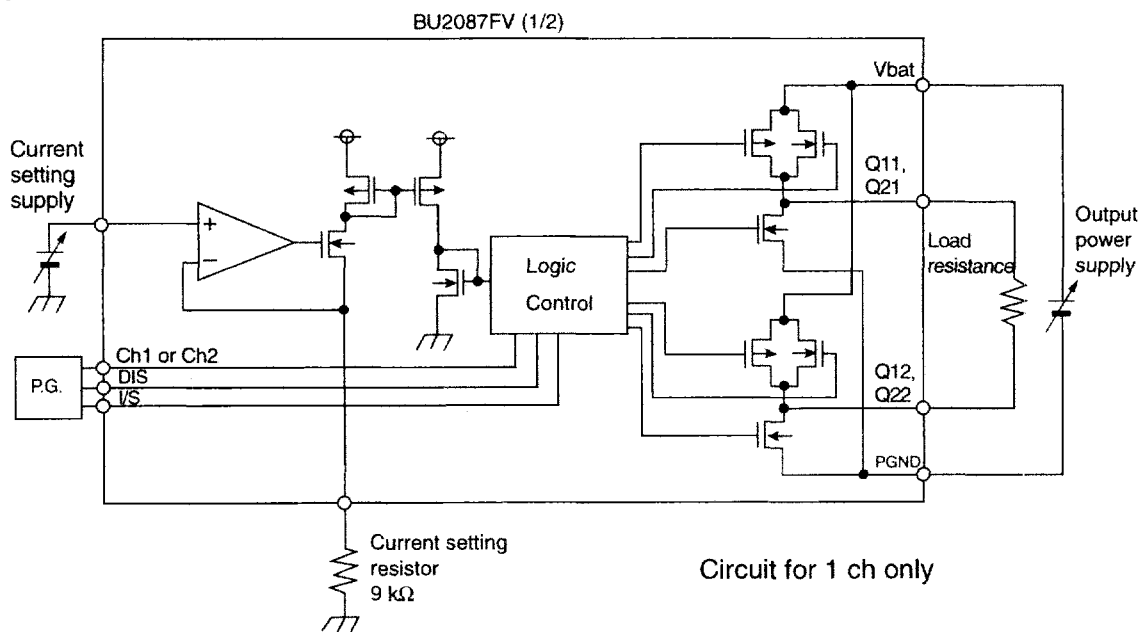 BU2087FV (1/2)
Vbat
Current
setting
supply
+
−
Logic
Control
Q11,
Q21
Load
resistance
Output
power
supply
P.G.
Ch1 or Ch2
DIS
I/S
Q12,
Q22
PGND
Current setting
resistor
9 kΩ
Circuit for 1 ch only